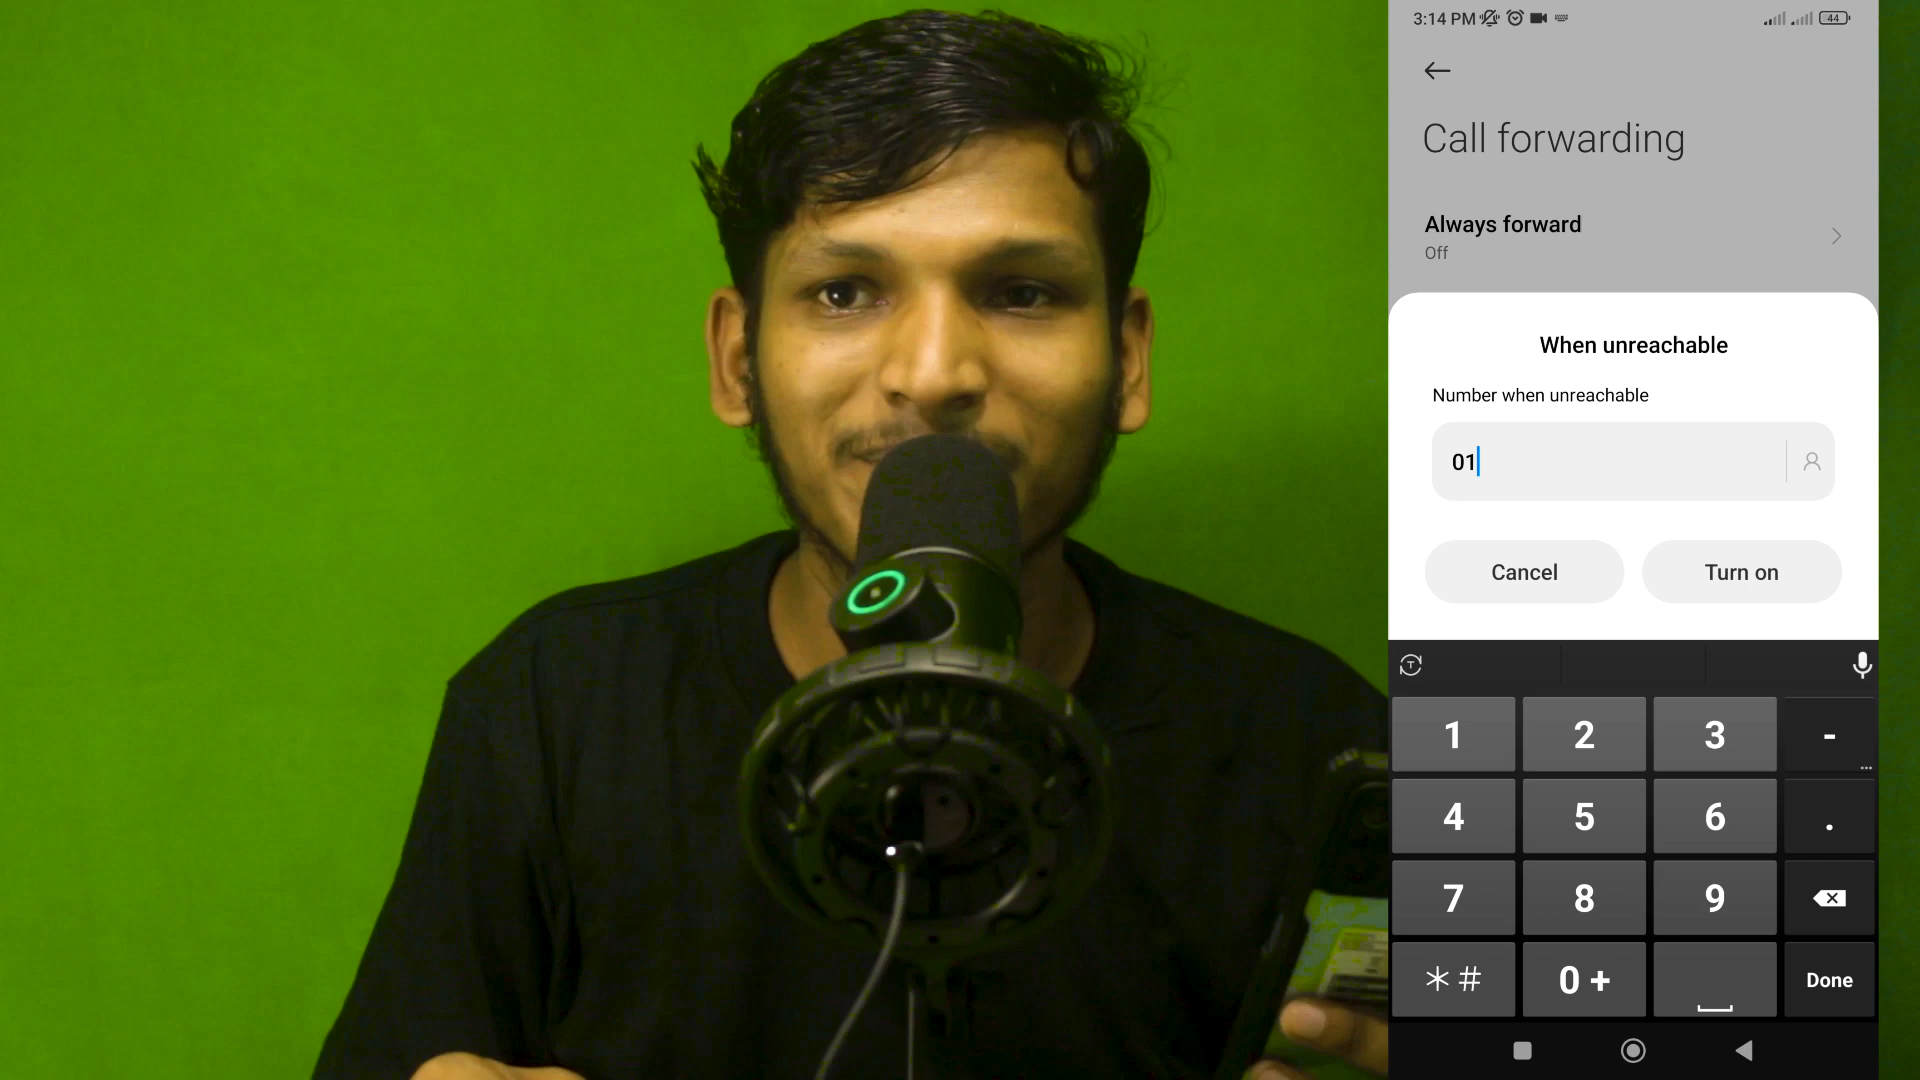 3:14 PM
44
Call forwarding
Always forward
Off
When unreachable
Number when unreachable
01
Cancel
Turn on
T
1 2 3 -
...
4 5 6 .
7 8 9
*# 0+
Done